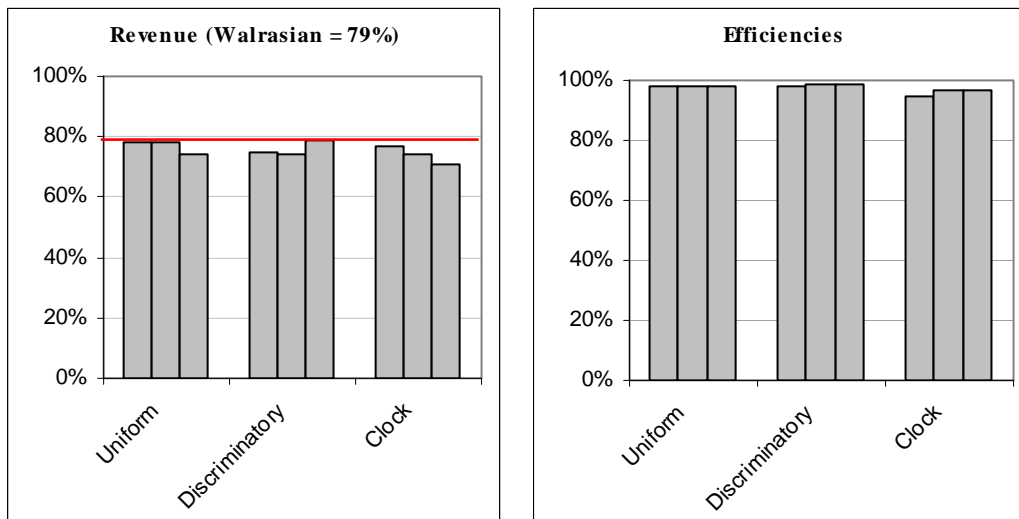 Revenue (Walrasian = 79%)
100%
80%
60%
40%
20%
0%
Uniform
Discriminatory
Clock
Efficiencies
100%
80%
60%
40%
20%
0%
Uniform
Discriminatory
Clock